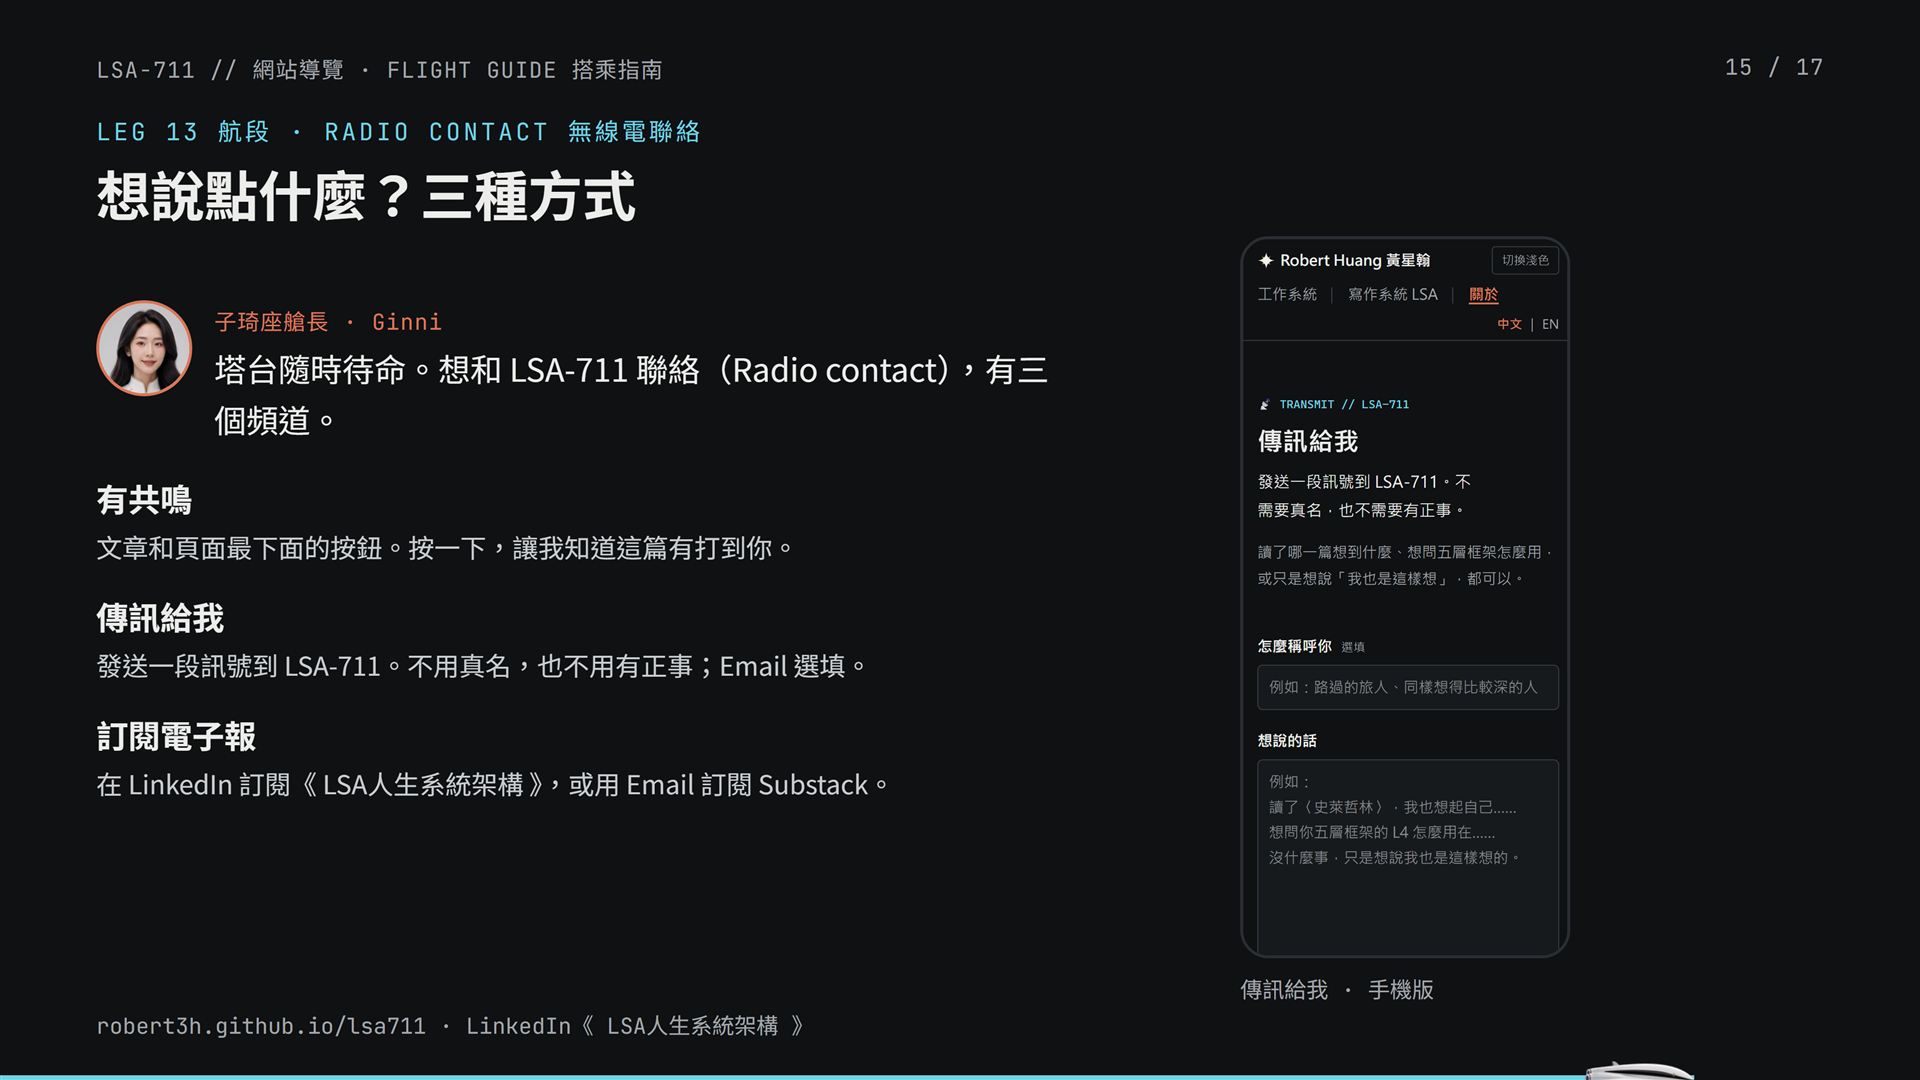 LSA-711 // 網站導覽 · FLIGHT GUIDE 搭乘指南
15 / 17
LEG 13 航段 · RADIO CONTACT 無線電聯絡
想說點什麼？三種方式
子琦座艙長 · Ginni
塔台隨時待命。想和 LSA-711 聯絡（Radio contact），有三
個頻道。
有共鳴
文章和頁面最下面的按鈕。按一下，讓我知道這篇有打到你。
傳訊給我
發送一段訊號到 LSA-711。不用真名，也不用有正事；Email 選填。
訂閱電子報
在 LinkedIn 訂閱《 LSA人生系統架構 》，或用 Email 訂閱 Substack。
Robert Huang 黃星翰
切換淺色
工作系統 | 寫作系統 LSA | 關於
中文 | EN
TRANSMIT // LSA-711
傳訊給我
發送一段訊號到 LSA-711。不
需要真名，也不需要有正事。
讀了哪一篇想到什麼、想問五層框架怎麼用，
或只是想說「我也是這樣想」，都可以。
怎麼稱呼你 選填
例如：路過的旅人、同樣想得比較深的人
想說的話
例如：
讀了〈史萊哲林〉，我也想起自己……
想問你五層框架的 L4 怎麼用在……
沒什麼事，只是想說我也是這樣想的。
傳訊給我 · 手機版
robert3h.github.io/lsa711 · LinkedIn《 LSA人生系統架構 》